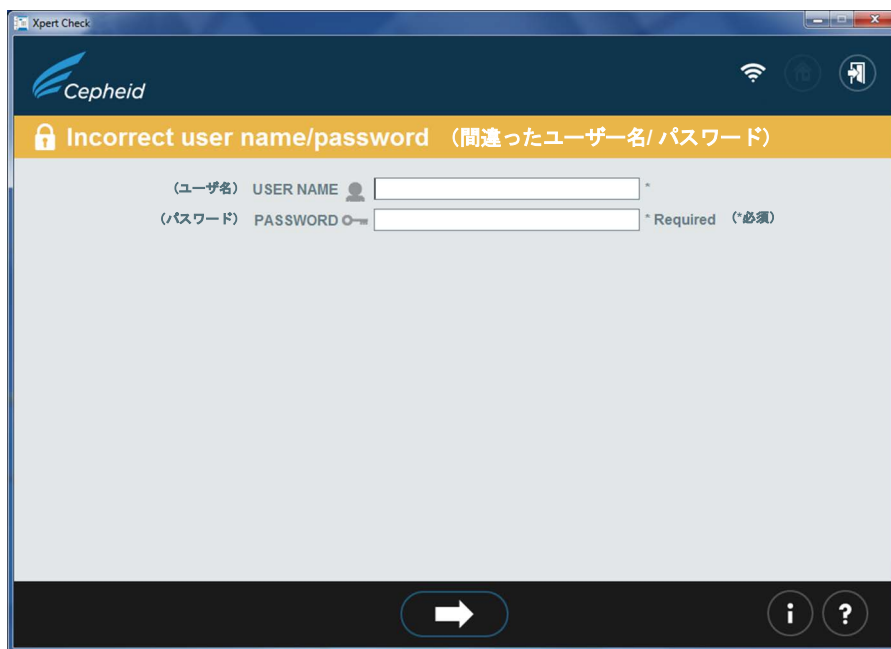 Xpert Check
Cepheid
Incorrect user name/password （間違ったユーザー名/ パスワード）
（ユーザ名） USER NAME *
（パスワード） PASSWORD * Required （*必須）
i ?